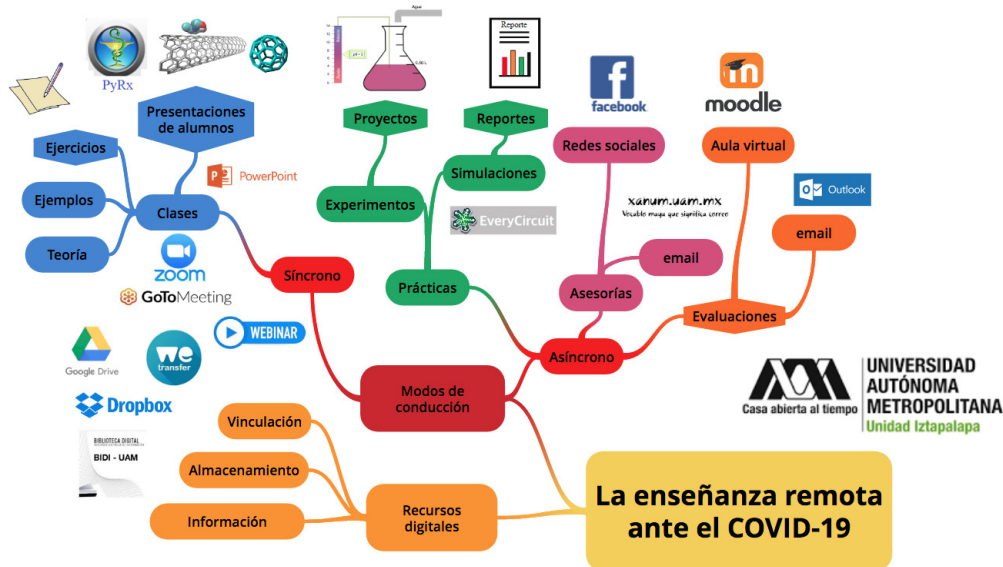 Agua
Reporte
PyRx
facebook
moodle
Presentaciones
de alumnos
Proyectos
Reportes
Redes sociales
Aula virtual
Ejercicios
PowerPoint
Simulaciones
Ejemplos
Clases
Experimentos
EveryCircuit
xanum.uam.mx
Vocablo maya que significa correo
Outlook
email
Teoría
zoom
GoToMeeting
Síncrono
Prácticas
email
Asesorías
Evaluaciones
Google Drive
we
transfer
WEBINAR
Asíncrono
Dropbox
Modos de
conducción
Casa abierta al tiempo
UNIVERSIDAD
AUTÓNOMA
METROPOLITANA
Unidad Iztapalapa
BIBLIOTECA DIGITAL
BIDI - UAM
Vinculación
Almacenamiento
Información
Recursos
digitales
La enseñanza remota
ante el COVID-19